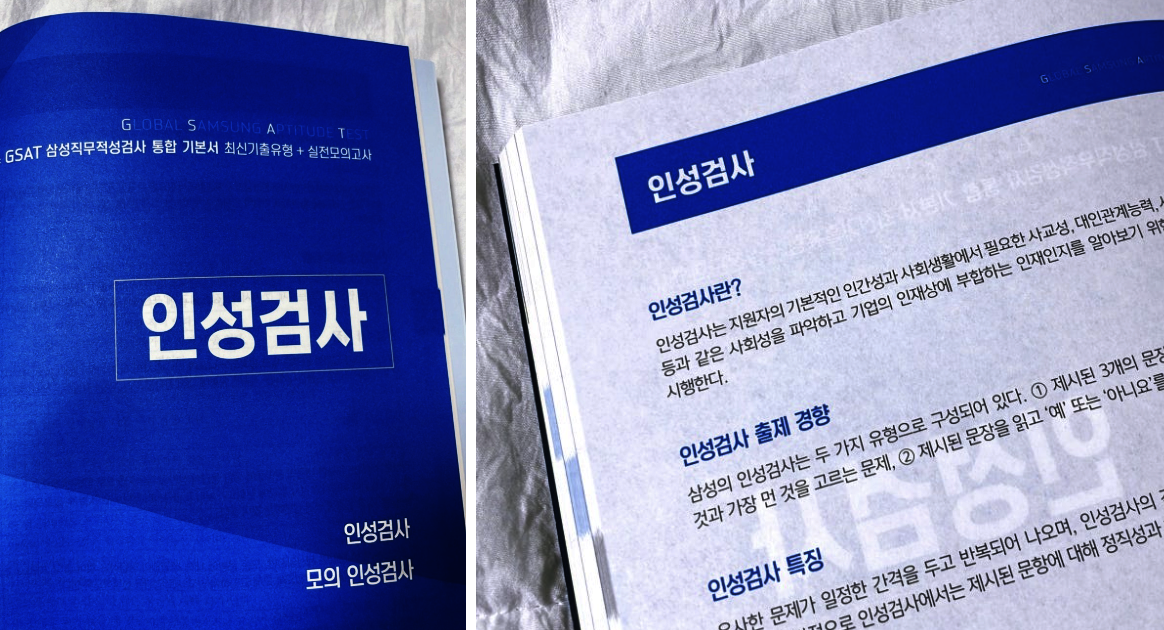 GLOBAL SAMSUNG APTITUDE TEST
GSAT 삼성직무적성검사 통합 기본서 최신기출유형 + 실전모의고사
인성검사
인성검사
모의 인성검사
GLOBAL SAMSUNG A
인성검사
인성검사란?
인성검사는 지원자의 기본적인 인간성과 사회생활에서 필요한 사교성, 대인관계능력,
등과 같은 사회성을 파악하고 기업의 인재상에 부합하는 인재인지를 알아보기
시행한다.
인성검사 출제 경향
삼성의 인성검사는 두 가지 유형으로 구성되어 있다. ① 제시된 3개의
것과 가장 먼 것을 고르는 문제, ② 제시된 문장을 읽고 ‘예’ 또는 ‘아니요’를
인성검사 특징
유사한 문제가 일정한 간격을 두고 반복되어 나오며, 인성검사의
인성검사에서는 제시된 문항에 대해 정직성과